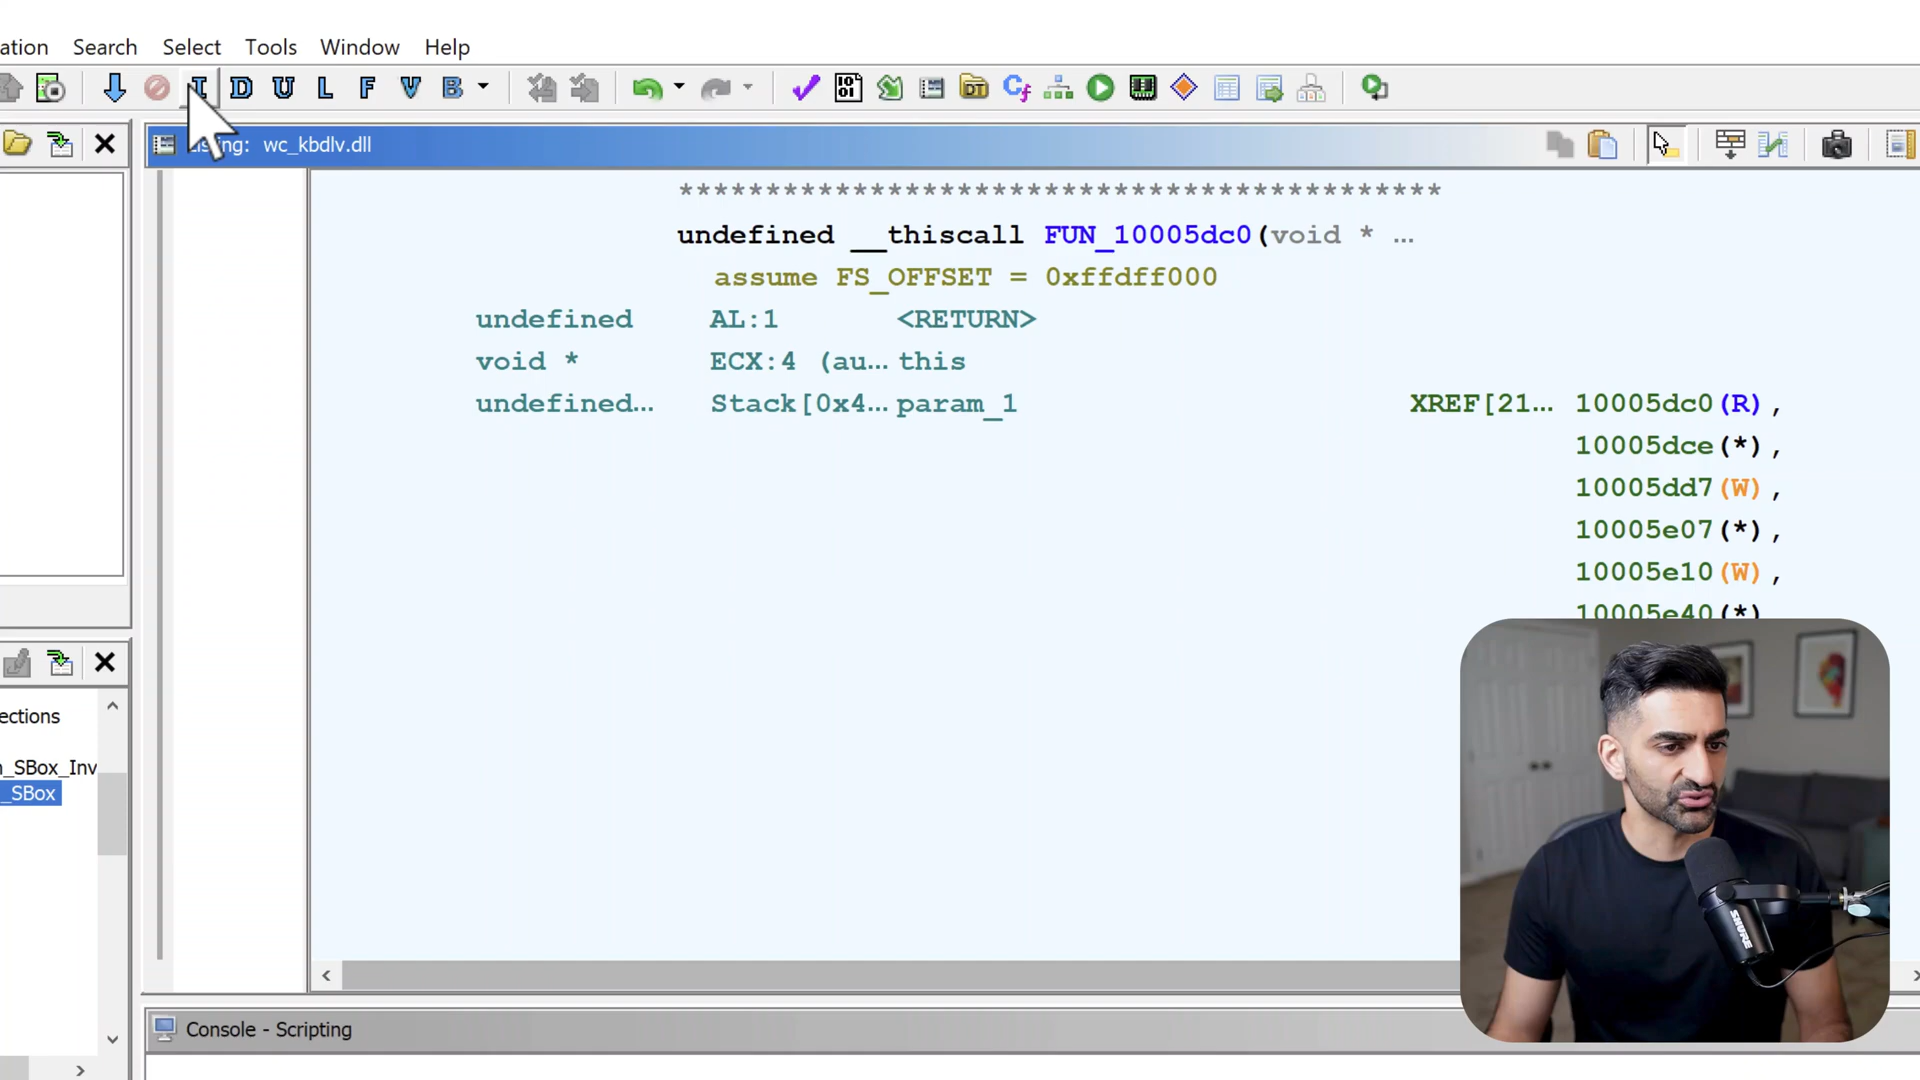 ation Search Select Tools Window Help
I D U L F V B
wc_kbdlv.dll
********************************************
undefined __thiscall FUN_10005dc0(void * ...
assume FS_OFFSET = 0xffdff000
undefined AL:1 <RETURN>
void * ECX:4 (au... this
undefined... Stack[0x4... param_1 XREF[21... 10005dc0(R),
10005dce(*),
10005dd7(W),
10005e07(*),
10005e10(W),
10005e40(*)
ections
_SBox_Inv
_SBox
Console - Scripting
SHURE